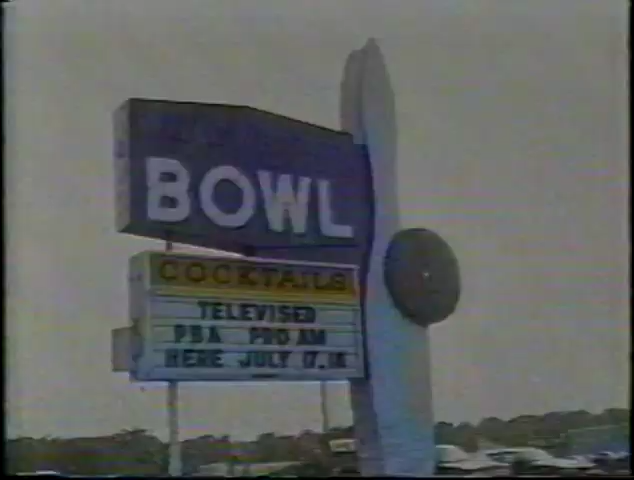 BOWL
COCKTAILS
TELEVISED
PBA PRO AM
HERE JULY 17, 18